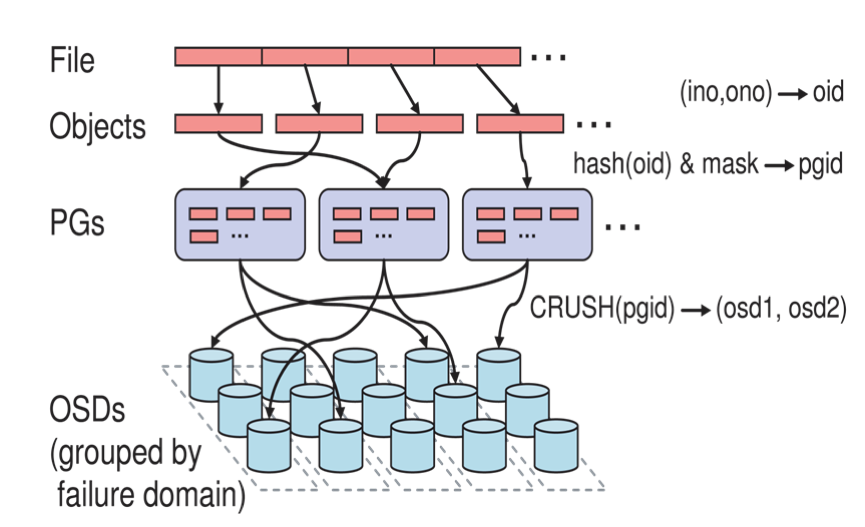 File
...
(ino,ono) → oid
Objects
...
hash(oid) & mask → pgid
PGs
...
...
...
...
CRUSH(pgid) → (osd1, osd2)
OSDs
(grouped by
failure domain)